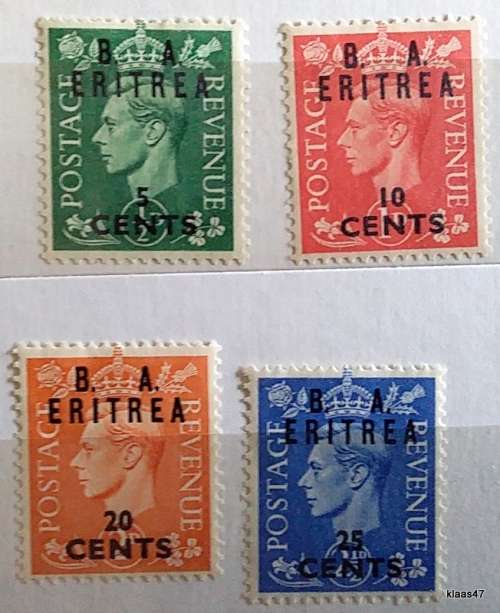 B. A.
ERITREA
POSTAGE
REVENUE
5
CENTS
B. A.
ERITREA
POSTAGE
REVENUE
10
CENTS
B. A.
ERITREA
POSTAGE
REVENUE
20
CENTS
B. A.
ERITREA
POSTAGE
REVENUE
25
CENTS
klaas47